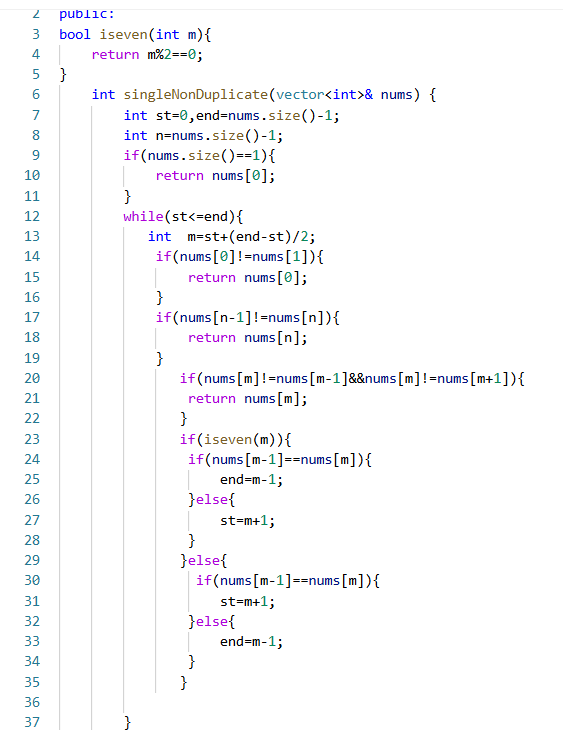 2 public:
3 bool iseven(int m){
4     return m%2==0;
5 }
6     int singleNonDuplicate(vector<int>& nums) {
7         int st=0,end=nums.size()-1;
8         int n=nums.size()-1;
9         if(nums.size()==1){
10             return nums[0];
11         }
12         while(st<=end){
13            int  m=st+(end-st)/2;
14             if(nums[0]!=nums[1]){
15                 return nums[0];
16             }
17             if(nums[n-1]!=nums[n]){
18                 return nums[n];
19             }
20                if(nums[m]!=nums[m-1]&&nums[m]!=nums[m+1]){
21                 return nums[m];
22                }
23                if(iseven(m)){
24                 if(nums[m-1]==nums[m]){
25                     end=m-1;
26                 }else{
27                     st=m+1;
28                 }
29                }else{
30                  if(nums[m-1]==nums[m]){
31                     st=m+1;
32                 }else{
33                     end=m-1;
34                 }
35                }
36
37         }